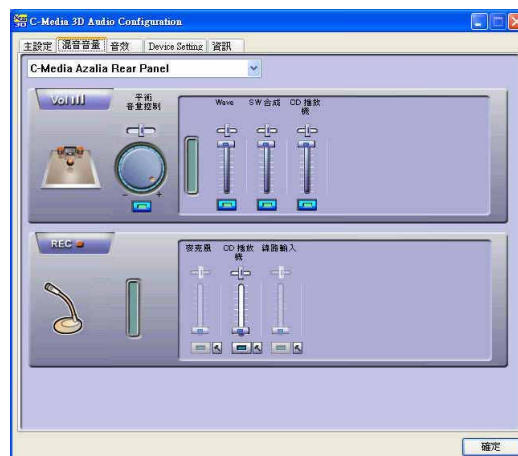 C-Media 3D Audio Configuration
主設定 混音音量 音效 Device Setting 資訊
C-Media Azalia Rear Panel
Vol
音量控制
Wave SW 合成 CD 播放機
REC
麥克風 CD 播放機 線路輸入
確定